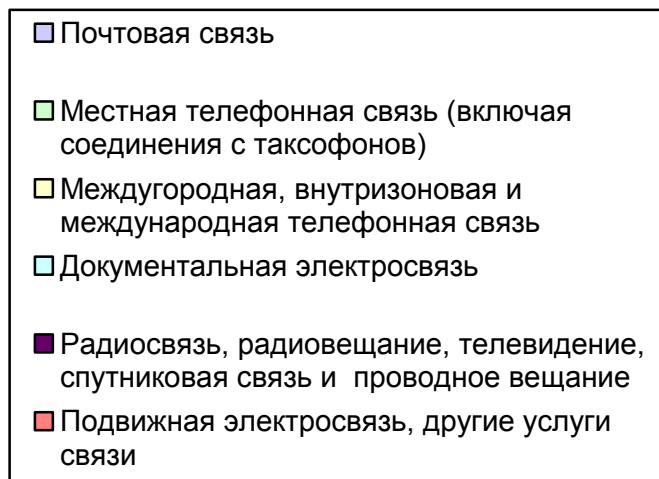 Почтовая связь
Местная телефонная связь (включая
соединения с таксофонов)
Междугородная, внутризоновая и
международная телефонная связь
Документальная электросвязь
Радиосвязь, радиовещание, телевидение,
спутниковая связь и проводное вещание
Подвижная электросвязь, другие услуги
связи